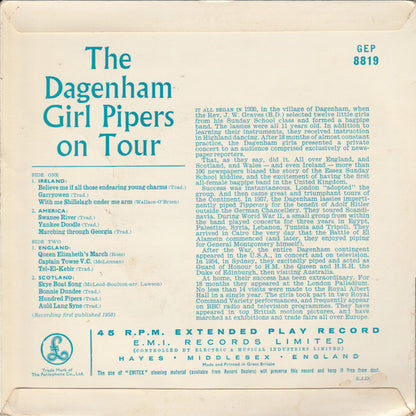 The
Dagenham
Girl Pipers
on Tour
GEP
8819
SIDE ONE
1. IRELAND:
Believe me if all those endearing young charms (Trad.)
Garryowen (Trad.)
With me Shillelagh under me arm (Wallace-O'Brien)
2. AMERICA:
Swanee River (Trad.)
Yankee Doodle (Trad.)
Marching through Georgia (Trad.)
SIDE TWO
1. ENGLAND:
Queen Elizabeth's March
Captain Towse V.C. (McLennan)
Tel-El-Kebir (Trad.)
2. SCOTLAND:
Skye Boat Song (McLeod-Boulton-arr. Lawson)
Bonnie Dundee (Trad.)
Hundred Pipers (Trad.)
Auld Lang Syne (Trad.)
(Recording first published 1958)
IT ALL BEGAN IN 1930, in the village of Dagenham, when
the Rev. J. W. Graves (B.D.) selected twelve little girls
from his Sunday School class and formed a bagpipe
band. The lassies were all 11 years old. In addition to
learning their instruments, they received instruction
in Highland dancing. After 18 months of almost constant
practice, the Dagenham girls presented a private
concert to an audience comprised exclusively of news-
paper reporters.
That, as they say, did it. All over England, and
Scotland, and Wales — and even Ireland — more than
100 newspapers blazed the story of the Essex Sunday
School kiddies, and the excitement of having the first
all-female bagpipe band in the United Kingdom.
Success was instantaneous. London "adopted" the
group. And then came great and triumphant tours of
the Continent. In 1937, the Dagenham lassies imperti-
nently piped Tipperary for the benefit of Adolf Hitler
outside the German Chancellery. They toured Scandi-
navia. During World War II, a small group from within
the band played concerts for three years in Egypt,
Palestine, Syria, Lebanon, Tunisia and Tripoli. They
arrived in Cairo the very day that the Battle of El
Alamein commenced (and later, they enjoyed piping
for General Montgomery himself).
After the War, the entire Dagenham continent
appeared in the U.S.A., in concert and on television.
In 1954, in Sydney, they excitedly piped and acted as
Guard of Honour to H.M. the Queen and H.R.H. the
Duke of Edinburgh, then visiting Australia.
At home, their success has been extraordinary. For
18 months they appeared at the London Palladium.
No less than 14 visits were made to the Royal Albert
Hall in a single year. The girls took part in two Royal
Command Variety performances, and frequently appear
on BBC radio and television programmes. They have
appeared in top British motion pictures, and have
starred at exhibitions and trade fairs all over Europe.
45 R.P.M. EXTENDED PLAY RECORD
E.M.I. RECORDS LIMITED
(CONTROLLED BY ELECTRIC & MUSICAL INDUSTRIES LIMITED)
HAYES · MIDDLESEX · ENGLAND
Made and Printed in Great Britain
Trade Mark of
The Parlophone Co., Ltd.
The use of "EMITEX" cleaning material (available from Record Dealers) will preserve this record and keep it free from dust.